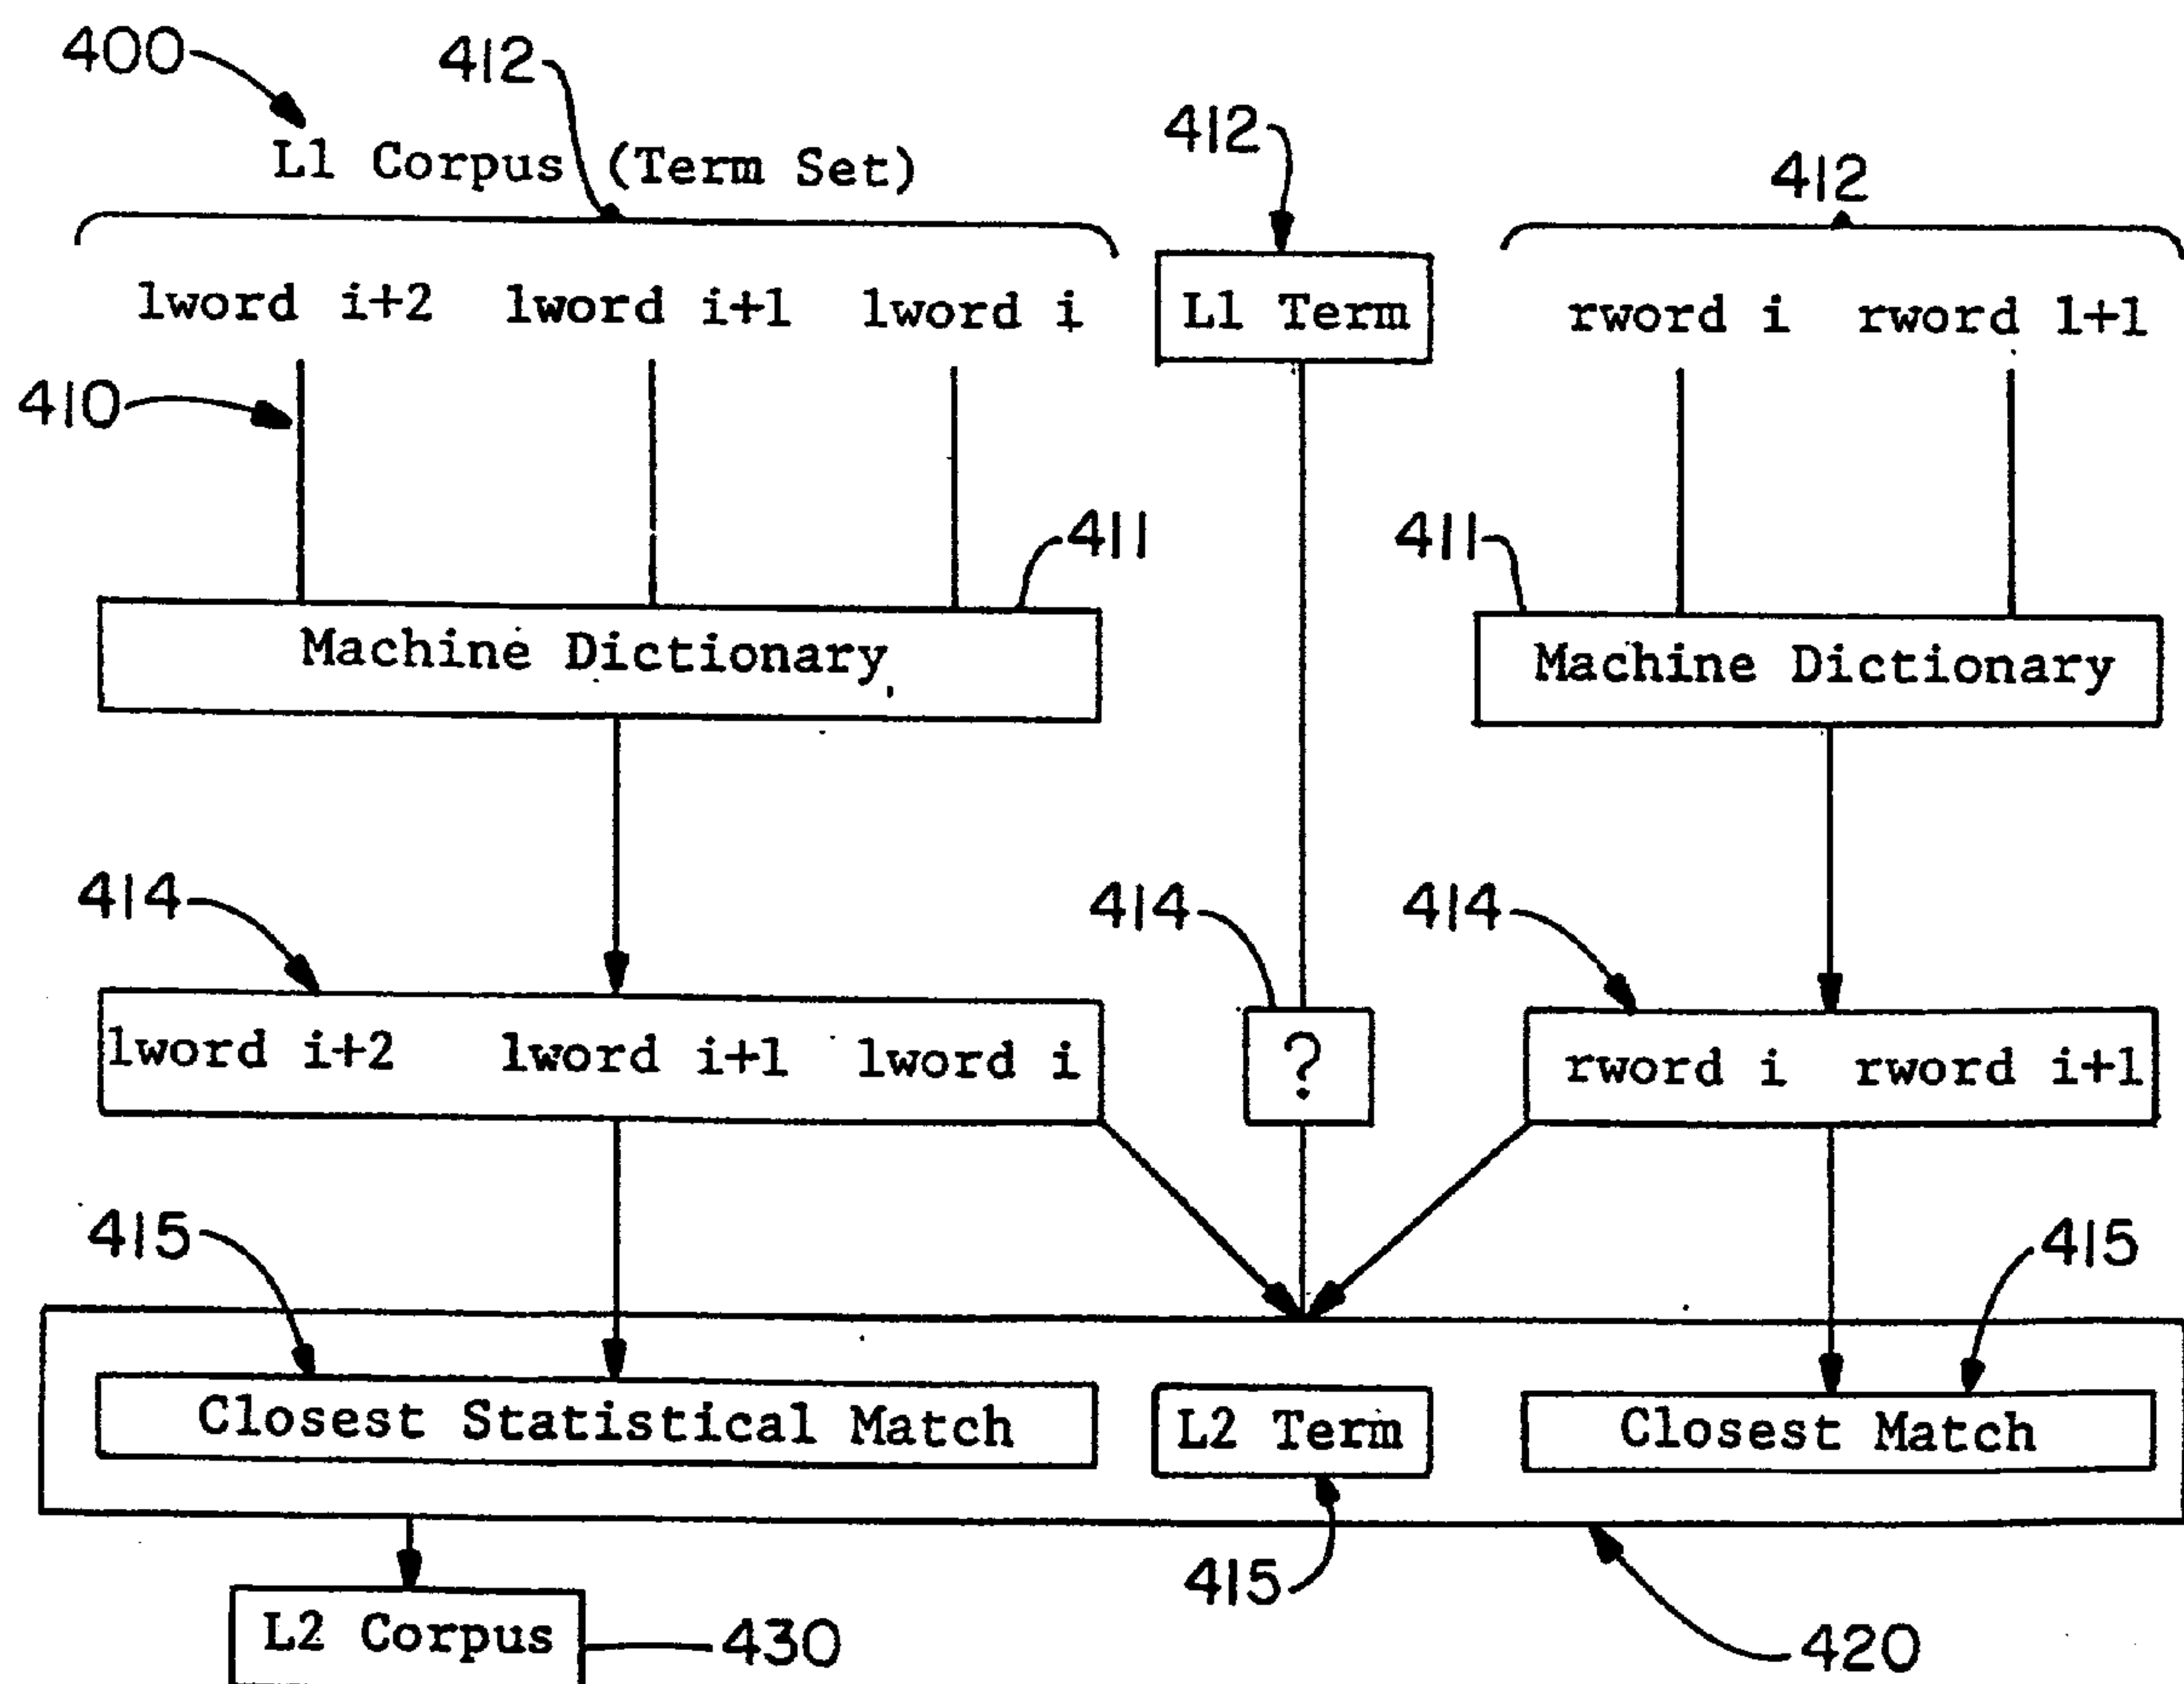 400
412
412
L1 Corpus (Term Set)
412
lword i+2 lword i+1 lword i
L1 Term
rword i rword 1+1
410
411
411
Machine Dictionary
Machine Dictionary
414
414
414
lword i+2 lword i+1 lword i
?
rword i rword i+1
415
415
Closest Statistical Match
L2 Term
Closest Match
415
L2 Corpus
430
420